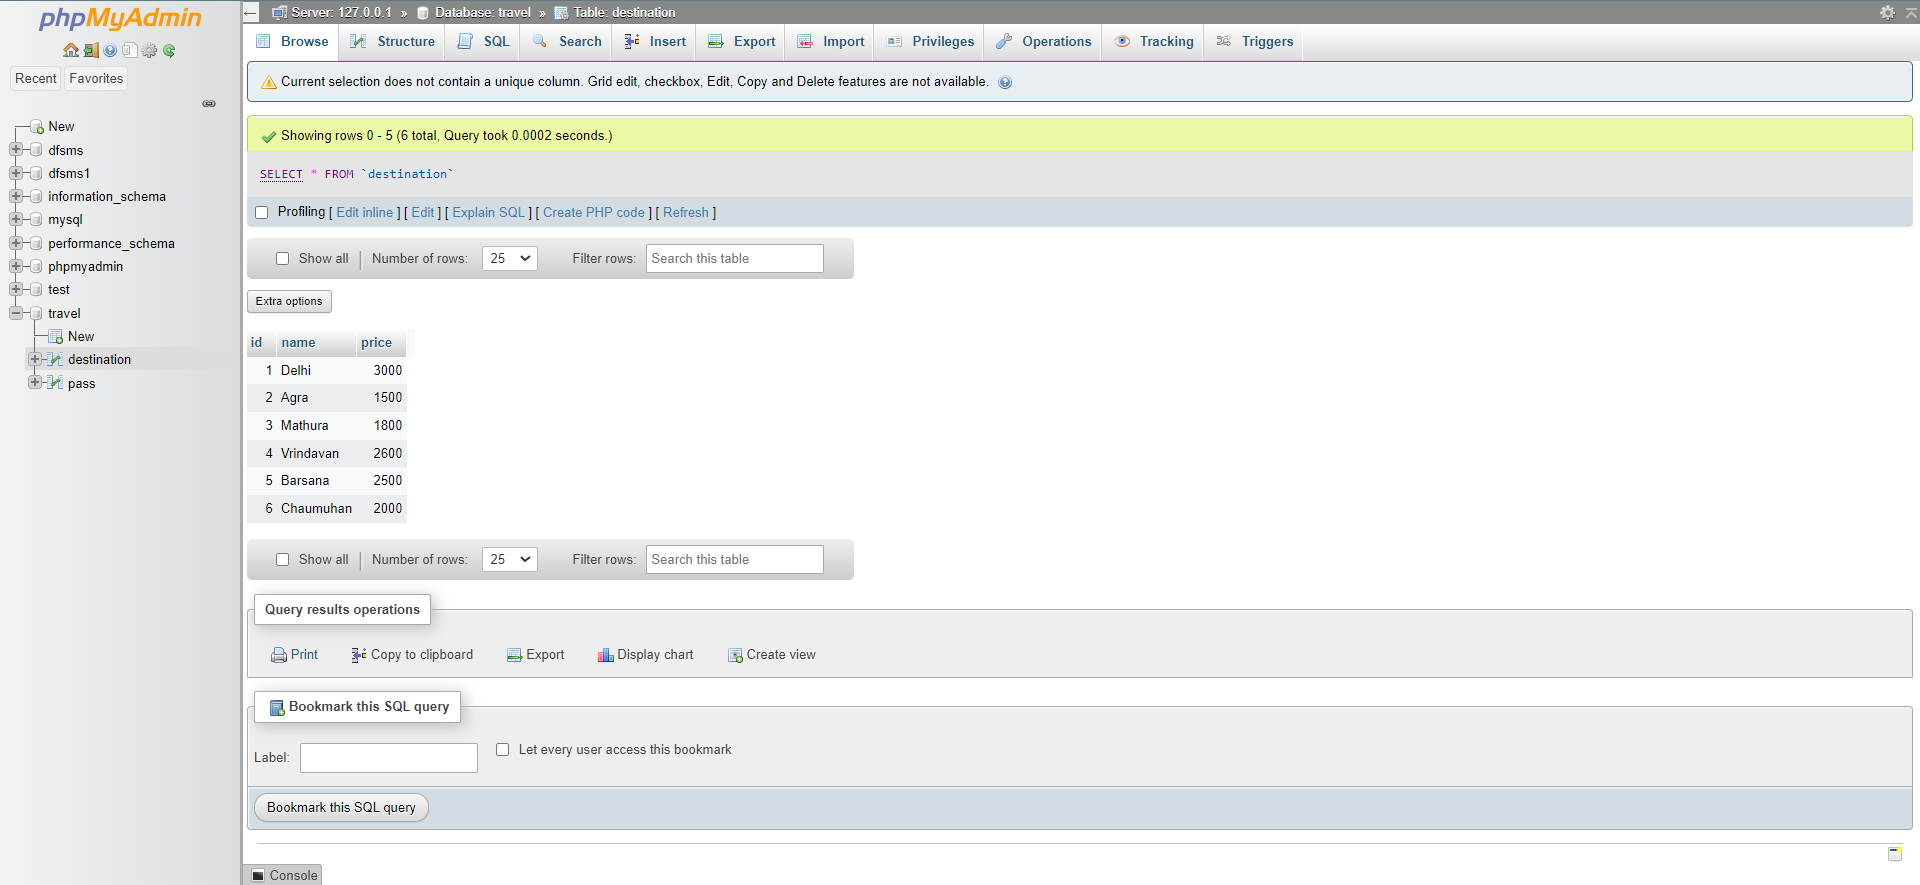 phpMyAdmin
Recent Favorites
New
dfsms
dfsms1
information_schema
mysql
performance_schema
phpmyadmin
test
travel
New
destination
pass
Server: 127.0.0.1 » Database: travel » Table: destination
Browse Structure SQL Search Insert Export Import Privileges Operations Tracking Triggers
Current selection does not contain a unique column. Grid edit, checkbox, Edit, Copy and Delete features are not available.
Showing rows 0 - 5 (6 total, Query took 0.0002 seconds.)
SELECT * FROM `destination`
Profiling [ Edit inline ] [ Edit ] [ Explain SQL ] [ Create PHP code ] [ Refresh ]
Show all Number of rows: 25 Filter rows: Search this table
Extra options
id name price
1 Delhi 3000
2 Agra 1500
3 Mathura 1800
4 Vrindavan 2600
5 Barsana 2500
6 Chaumuhan 2000
Show all Number of rows: 25 Filter rows: Search this table
Query results operations
Print Copy to clipboard Export Display chart Create view
Bookmark this SQL query
Label: Let every user access this bookmark
Bookmark this SQL query
Console